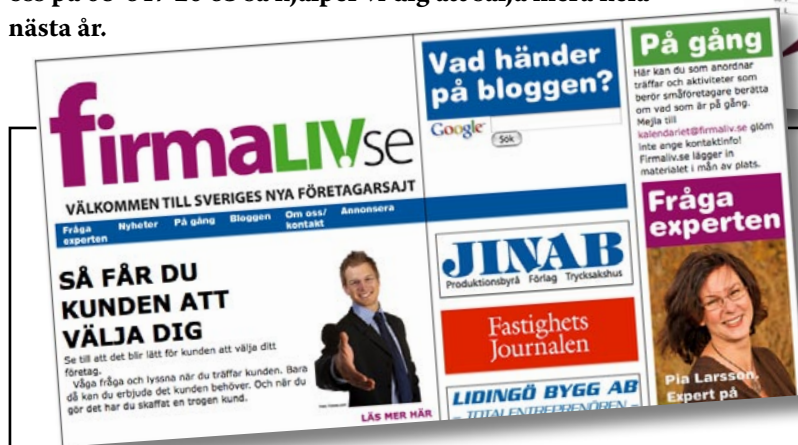 nästa år.
firmaLIV.se
VÄLKOMMEN TILL SVERIGES NYA FÖRETAGARSAJT
Fråga experten
Nyheter
På gång
Bloggen
Om oss/kontakt
Annonsera
SÅ FÅR DU
KUNDEN ATT
VÄLJA DIG
Se till att det blir lätt för kunden att välja ditt
företag.
Våga fråga och lyssna när du träffar kunden. Bara
då kan du erbjude det kunden behöver. Och när du
gör det har du skaffat en trogen kund.
LÄS MER HÄR
Vad händer
på bloggen?
Google
Sök
JINAB
Produktionsbyrå Förlag Trycksakshus
Fastighets
Journalen
LIDINGÖ BYGG AB
- TOTALENTREPRENÖREN -
På gång
Här kan du som anordnar
träffar och aktiviteter som
berör småföretagare berätta
om vad som är på gång.
Mejla till
kalendariet@firmaliv.se glöm
inte ange kontaktinfo!
Firmaliv.se lägger in
materialet i mån av plats.
Fråga
experten
Pia Larsson,
Expert på